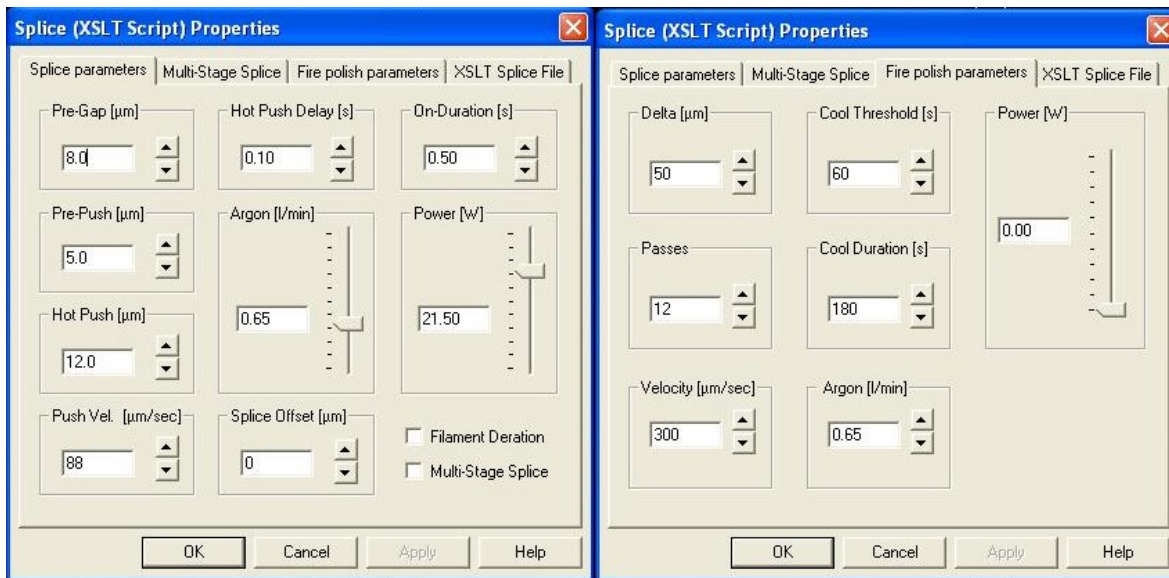 Splice (XSLT Script) Properties
Splice parameters
Multi-Stage Splice
Fire polish parameters
XSLT Splice File
Pre-Gap [µm]
8.0
Hot Push Delay [s]
0.10
On-Duration [s]
0.50
Pre-Push [µm]
5.0
Argon [l/min]
0.65
Power [W]
21.50
Hot Push [µm]
12.0
Push Vel. [µm/sec]
88
Splice Offset [µm]
0
Filament Deration
Multi-Stage Splice
OK
Cancel
Apply
Help
Splice (XSLT Script) Properties
Splice parameters
Multi-Stage Splice
Fire polish parameters
XSLT Splice File
Delta [µm]
50
Cool Threshold [s]
60
Power [W]
0.00
Passes
12
Cool Duration [s]
180
Velocity [µm/sec]
300
Argon [l/min]
0.65
OK
Cancel
Apply
Help